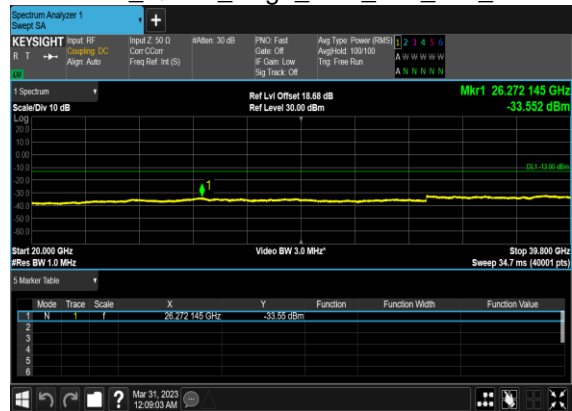 Spectrum Analyzer 1
Swept SA
KEYSIGHT
R T
Input: RF
Coupling: DC
Align: Auto
Input Z: 50 Ω
Corr CCorr
Freq Ref: Int (S)
#Atten: 30 dB
PNO: Fast
Gate: Off
IF Gain: Low
Sig Track: Off
Avg Type: Power (RMS)
Avg|Hold: 100/100
Trig: Free Run
1 2 3 4 5 6
A W W W W W
A N N N N N
1 Spectrum
Scale/Div 10 dB
Ref Lvl Offset 18.68 dB
Ref Level 30.00 dBm
Mkr1 26.272 145 GHz
-33.552 dBm
Log
20.0
10.0
0.00
-10.0
-20.0
-30.0
-40.0
-50.0
-60.0
DL1 -13.00 dBm
1
Start 20.000 GHz
#Res BW 1.0 MHz
Video BW 3.0 MHz*
Stop 39.800 GHz
Sweep 34.7 ms (40001 pts)
5 Marker Table
Mode Trace Scale X Y Function Function Width Function Value
1 N 1 f 26.272 145 GHz -33.55 dBm
2
3
4
5
6
Mar 31, 2023
12:09:03 AM